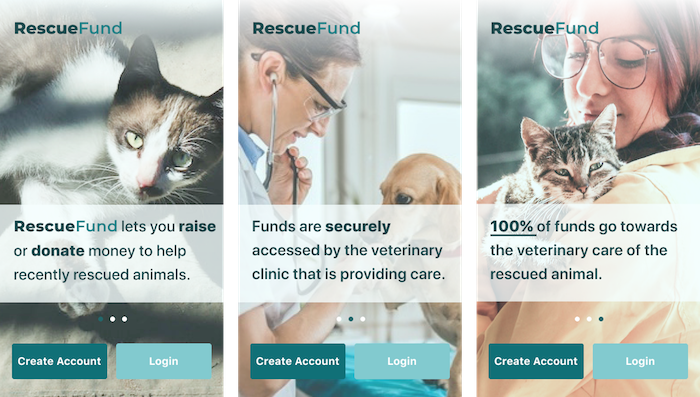 RescueFund
RescueFund lets you raise
or donate money to help
recently rescued animals.
Create Account
Login
RescueFund
Funds are securely
accessed by the veterinary
clinic that is providing care.
Create Account
Login
RescueFund
100% of funds go towards
the veterinary care of the
rescued animal.
Create Account
Login